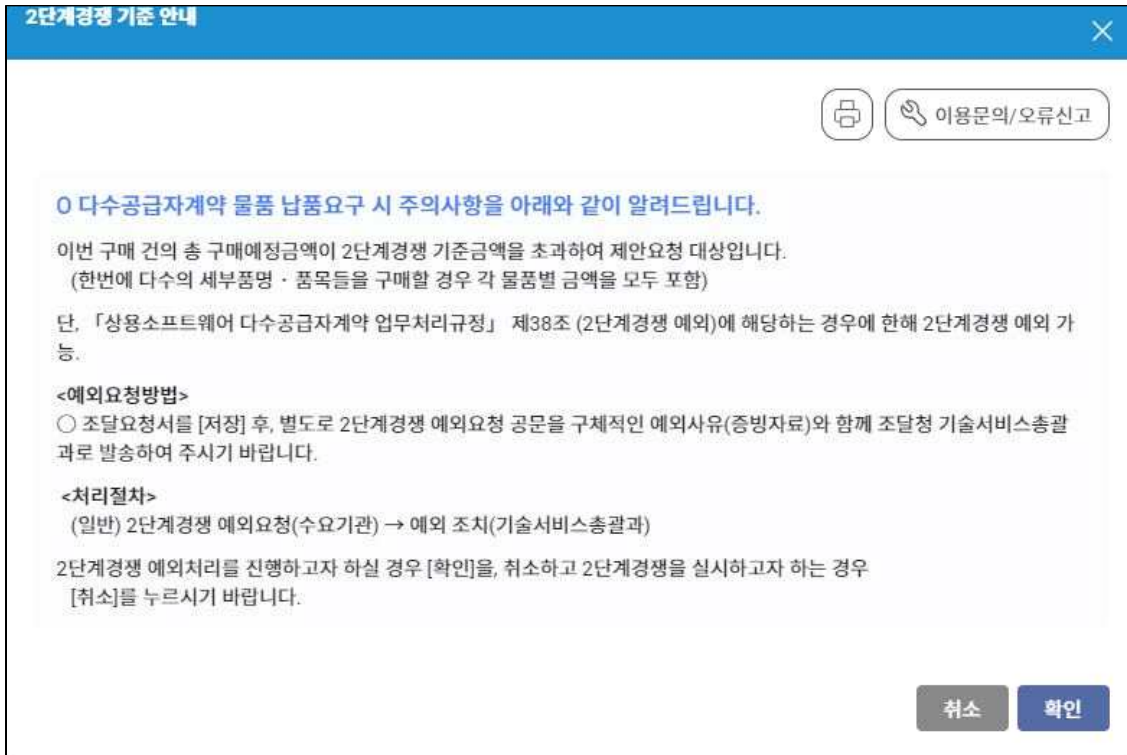 2단계경쟁 기준 안내
이용문의/오류신고
O 다수공급자계약 물품 납품요구 시 주의사항을 아래와 같이 알려드립니다.
이번 구매 건의 총 구매예정금액이 2단계경쟁 기준금액을 초과하여 제안요청 대상입니다.
(한번에 다수의 세부품명 · 품목들을 구매할 경우 각 물품별 금액을 모두 포함)
단, 「상용소프트웨어 다수공급자계약 업무처리규정」 제38조 (2단계경쟁 예외)에 해당하는 경우에 한해 2단계경쟁 예외 가
능.
<예외요청방법>
○ 조달요청서를 [저장] 후, 별도로 2단계경쟁 예외요청 공문을 구체적인 예외사유(증빙자료)와 함께 조달청 기술서비스총괄
과로 발송하여 주시기 바랍니다.
<처리절차>
(일반) 2단계경쟁 예외요청(수요기관) → 예외 조치(기술서비스총괄과)
2단계경쟁 예외처리를 진행하고자 하실 경우 [확인]을, 취소하고 2단계경쟁을 실시하고자 하는 경우
[취소]를 누르시기 바랍니다.
취소 확인